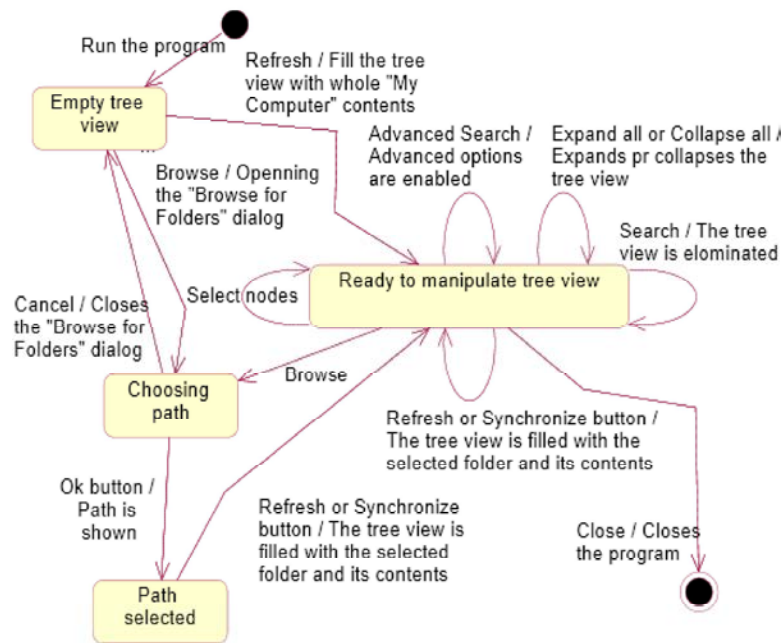 Run the program
Refresh / Fill the tree
view with whole "My
Computer" contents
Empty tree
view
...
Browse / Openning
the "Browse for
Folders" dialog
Advanced Search /
Advanced options
are enabled
Expand all or Collapse all /
Expands pr collapses the
tree view
Search / The tree
view is elominated
Ready to manipulate tree view
Select nodes
Cancel / Closes
the "Browse for
Folders" dialog
Browse
Choosing
path
Refresh or Synchronize button /
The tree view is filled with the
selected folder and its contents
Ok button /
Path is
shown
Refresh or Synchronize
button / The tree view is
filled with the selected
folder and its contents
Close / Closes
the program
Path
selected